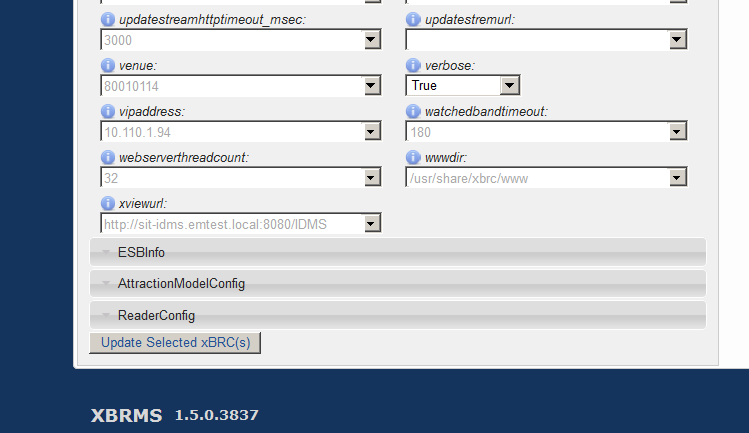 updatestreamhttptimeout_msec: updatestremurl:
3000
venue: verbose:
80010114 True
vipaddress: watchedbandtimeout:
10.110.1.94 180
webserverthreadcount: wwwdir:
32 /usr/share/xbrc/www
xviewurl:
http://sit-idms.emtest.local:8080/IDMS
ESBInfo
AttractionModelConfig
ReaderConfig
Update Selected xBRC(s)
XBRMS 1.5.0.3837